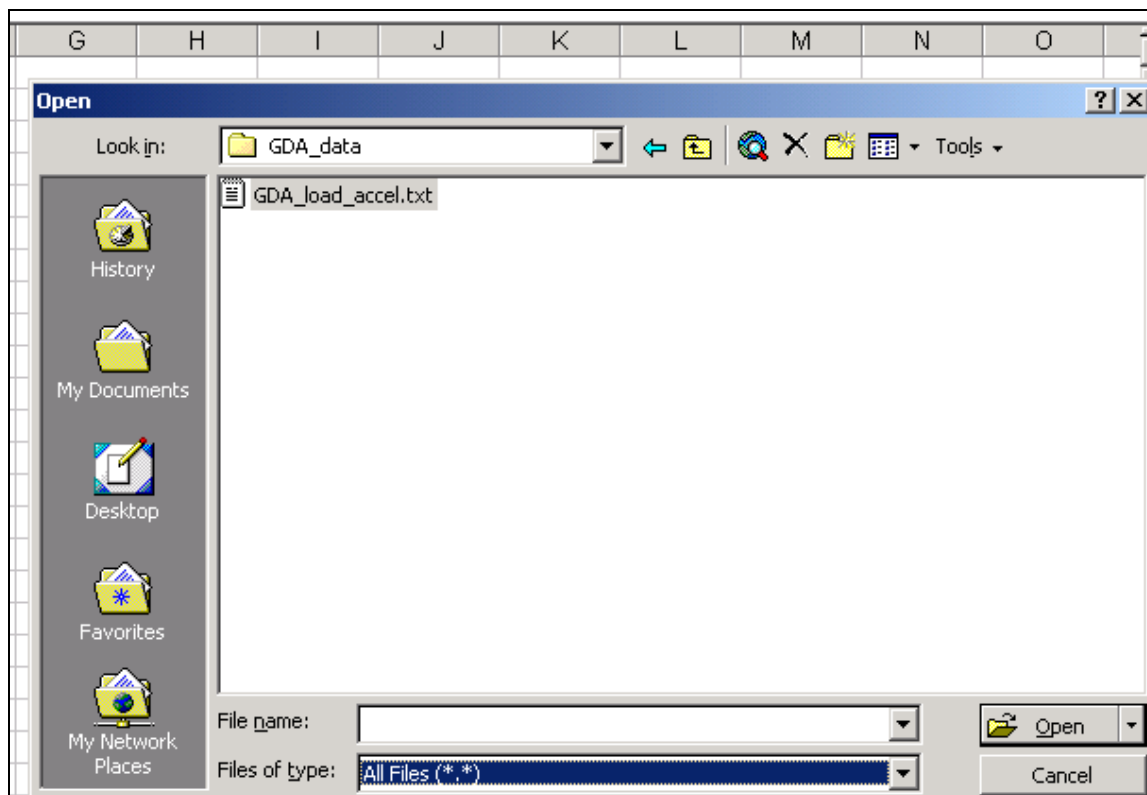 G H I J K L M N O
Open
Look in: GDA_data Tools
GDA_load_accel.txt
History
My Documents
Desktop
Favorites
My Network
Places
File name: Open
Files of type: All Files (*.*) Cancel